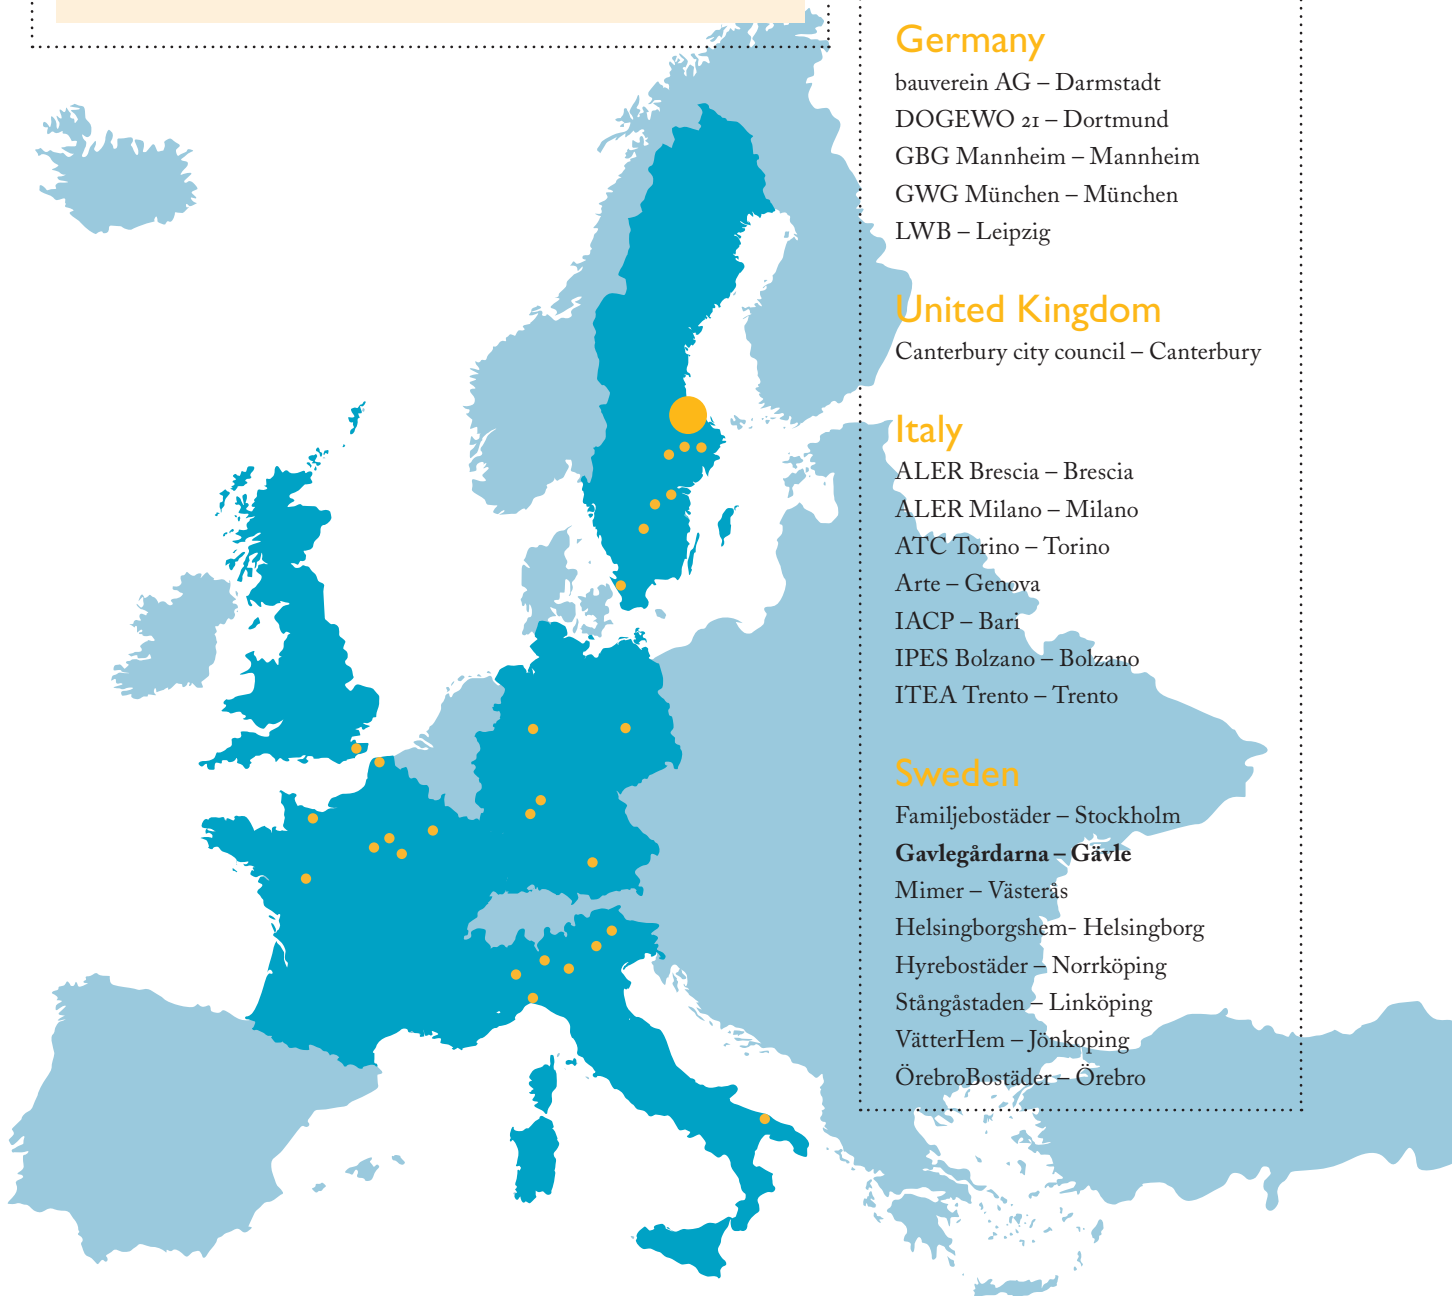 Germany
bauverein AG – Darmstadt
DOGEWO 21 – Dortmund
GBG Mannheim – Mannheim
GWG München – München
LWB – Leipzig
United Kingdom
Canterbury city council – Canterbury
Italy
ALER Brescia – Brescia
ALER Milano – Milano
ATC Torino – Torino
Arte – Genova
IACP – Bari
IPES Bolzano – Bolzano
ITEA Trento – Trento
Sweden
Familjebostäder – Stockholm
Gavlegårdarna – Gävle
Mimer – Västerås
Helsingborgshem- Helsingborg
Hyrebostäder – Norrköping
Stångåstaden – Linköping
VätterHem – Jönkoping
ÖrebroBostäder – Örebro